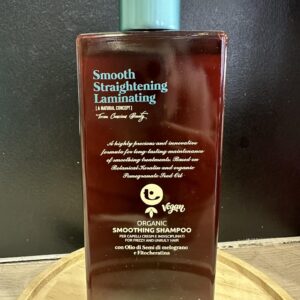 Smooth
Straightening
Laminating
[A NATURAL CONCEPT]
"From Conscious Beauty"
A highly precious and innovative
formula for long-lasting maintenance
of smoothing treatments. Based on
Botanical Keratin and organic
Pomegranate Seed Oil
Vegan
ORGANIC
SMOOTHING SHAMPOO
PER CAPELLI CRESPI E INDISCIPLINATI
FOR FRIZZY AND UNRULY HAIR
con Olio di Semi di melograno
e Fitocheratina